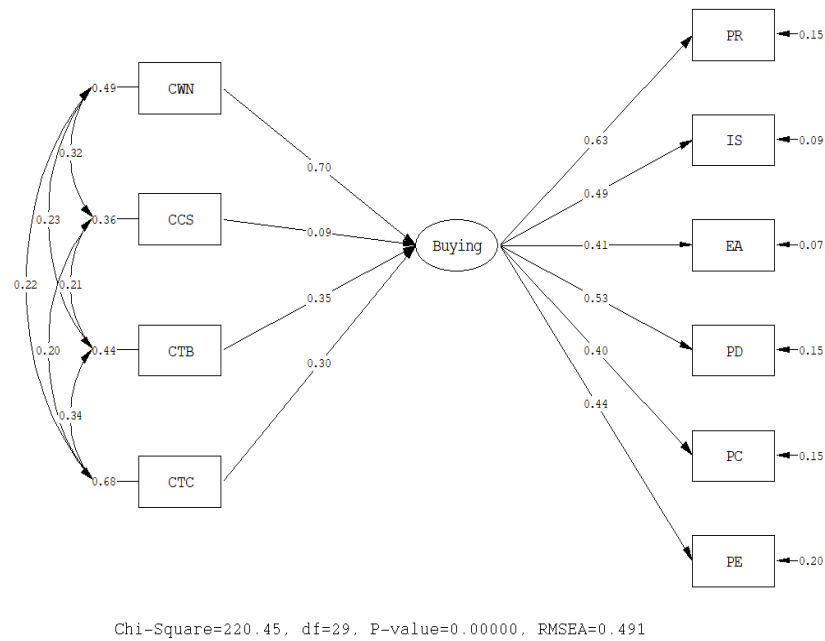 PR
0.15
0.49
CWN
0.63
IS
0.09
0.32
0.70
0.49
0.23
0.36
CCS
0.09
Buying
0.41
EA
0.07
0.22
0.21
0.35
0.53
0.20
0.44
CTB
0.30
0.40
PD
0.15
0.34
0.44
0.68
CTC
PC
0.15
PE
0.20
Chi-Square=220.45, df=29, P-value=0.00000, RMSEA=0.491